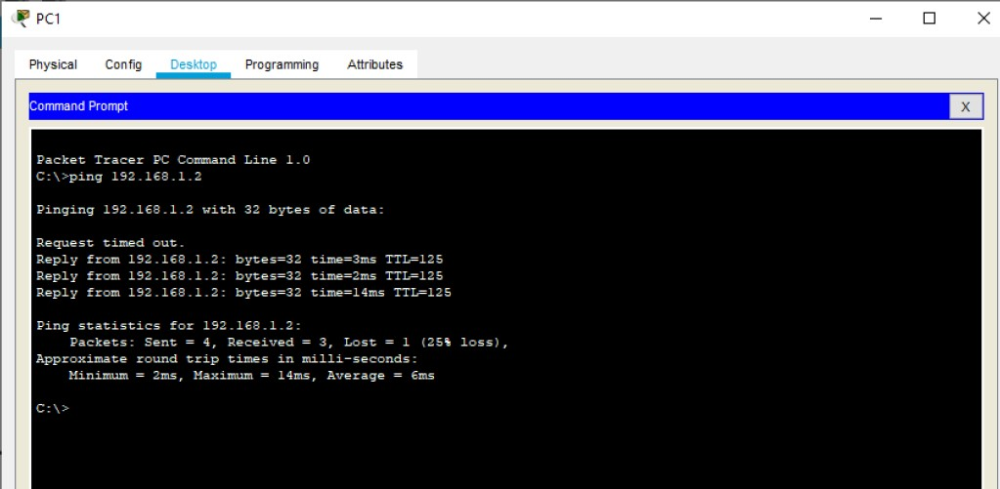 PC1
Physical Config Desktop Programming Attributes
Command Prompt
X
Packet Tracer PC Command Line 1.0
C:\>ping 192.168.1.2
Pinging 192.168.1.2 with 32 bytes of data:
Request timed out.
Reply from 192.168.1.2: bytes=32 time=3ms TTL=125
Reply from 192.168.1.2: bytes=32 time=2ms TTL=125
Reply from 192.168.1.2: bytes=32 time=14ms TTL=125
Ping statistics for 192.168.1.2:
Packets: Sent = 4, Received = 3, Lost = 1 (25% loss),
Approximate round trip times in milli-seconds:
Minimum = 2ms, Maximum = 14ms, Average = 6ms
C:\>